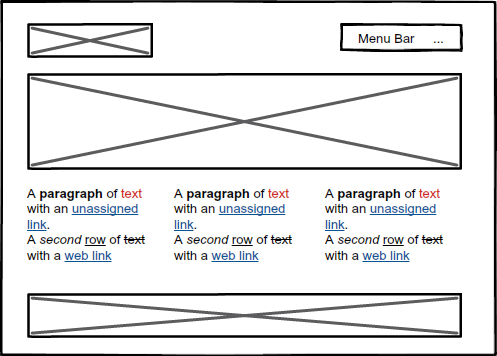 Menu Bar ...
A paragraph of text
with an unassigned
link.
A second row of text
with a web link
A paragraph of text
with an unassigned
link.
A second row of text
with a web link
A paragraph of text
with an unassigned
link.
A second row of text
with a web link